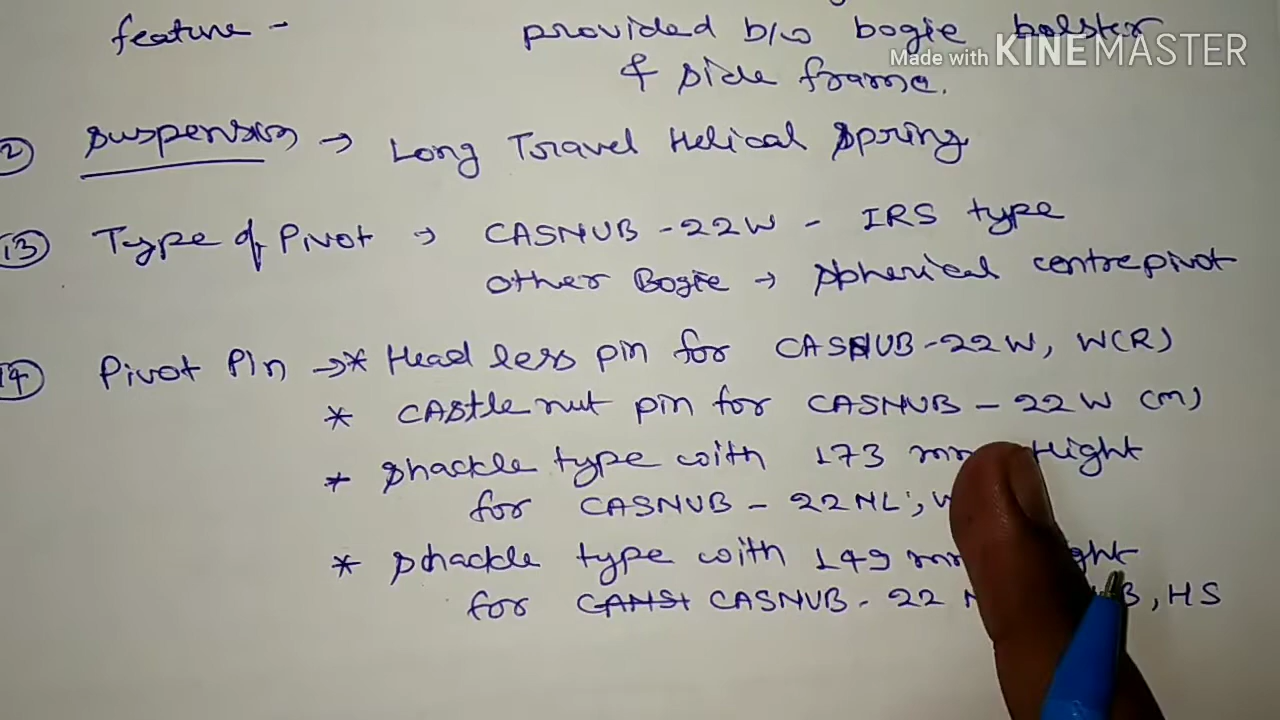 feature - provided b/w bogie bolster
& side frame.
Made with KINEMASTER
2) suspension → Long Travel Helical Spring
13) Type of Pivot → CASNUB -22W - IRS type
other Bogie → spherical centrepivot
14) Pivot Pin → * Head less pin for CASNUB -22W, W(R)
* CAStle nut pin for CASNUB - 22W (M)
* shackle type with 173 Hight
for CASNUB - 22NL,
* shackle type with 149
for CASNUB - 22 B, HS